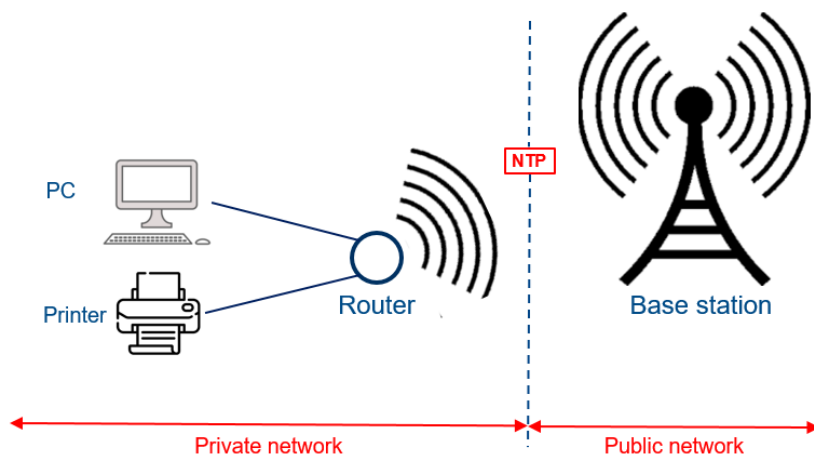 NTP
PC
Printer
Router
Base station
Private network
Public network